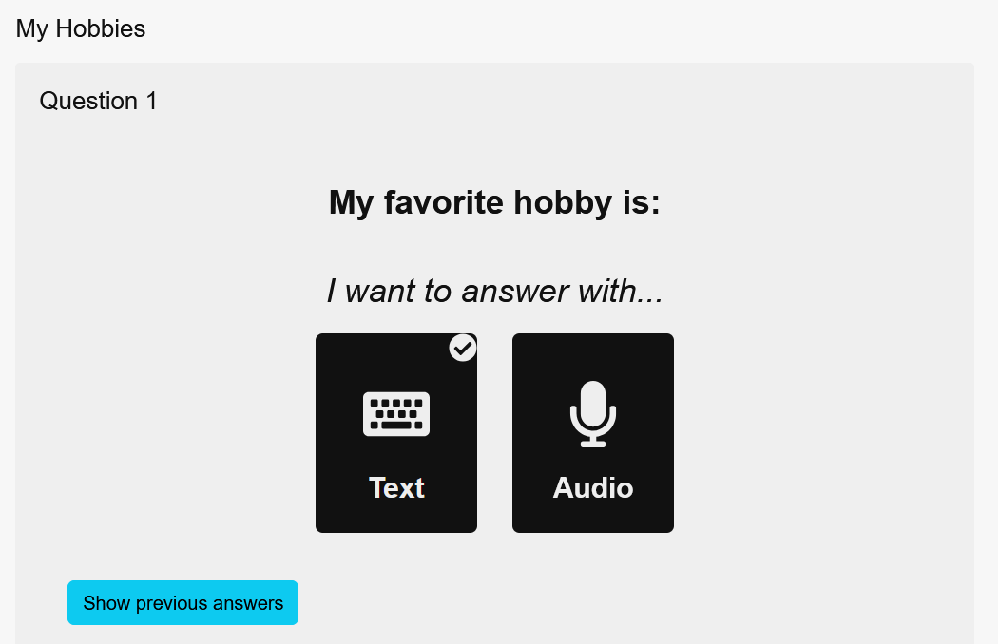 My Hobbies
Question 1
My favorite hobby is:
I want to answer with...
Text
Audio
Show previous answers